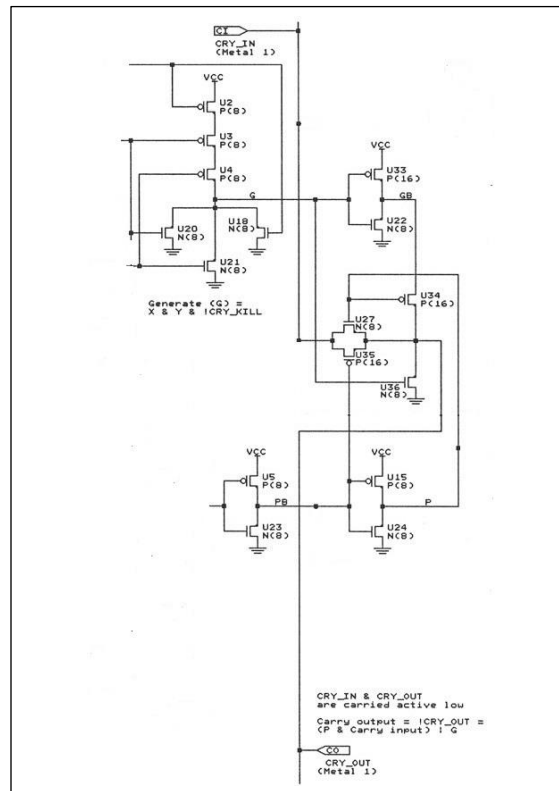 CI
CRY_IN
(Metal 1)
VCC
U2
P(8)
U3
P(8)
U4
P(8)
G
U20
N(8)
U18
N(8)
U21
N(8)
Generate (G) =
X & Y & !CRY_KILL
VCC
U33
P(16)
GB
U22
N(8)
U34
P(16)
U27
N(8)
U35
P(16)
U36
N(8)
VCC
U5
P(8)
PB
U23
N(8)
VCC
U15
P(8)
P
U24
N(8)
CRY_IN & CRY_OUT
are carried active low
Carry output = !CRY_OUT =
(P & Carry input) | G
CO
CRY_OUT
(Metal 1)